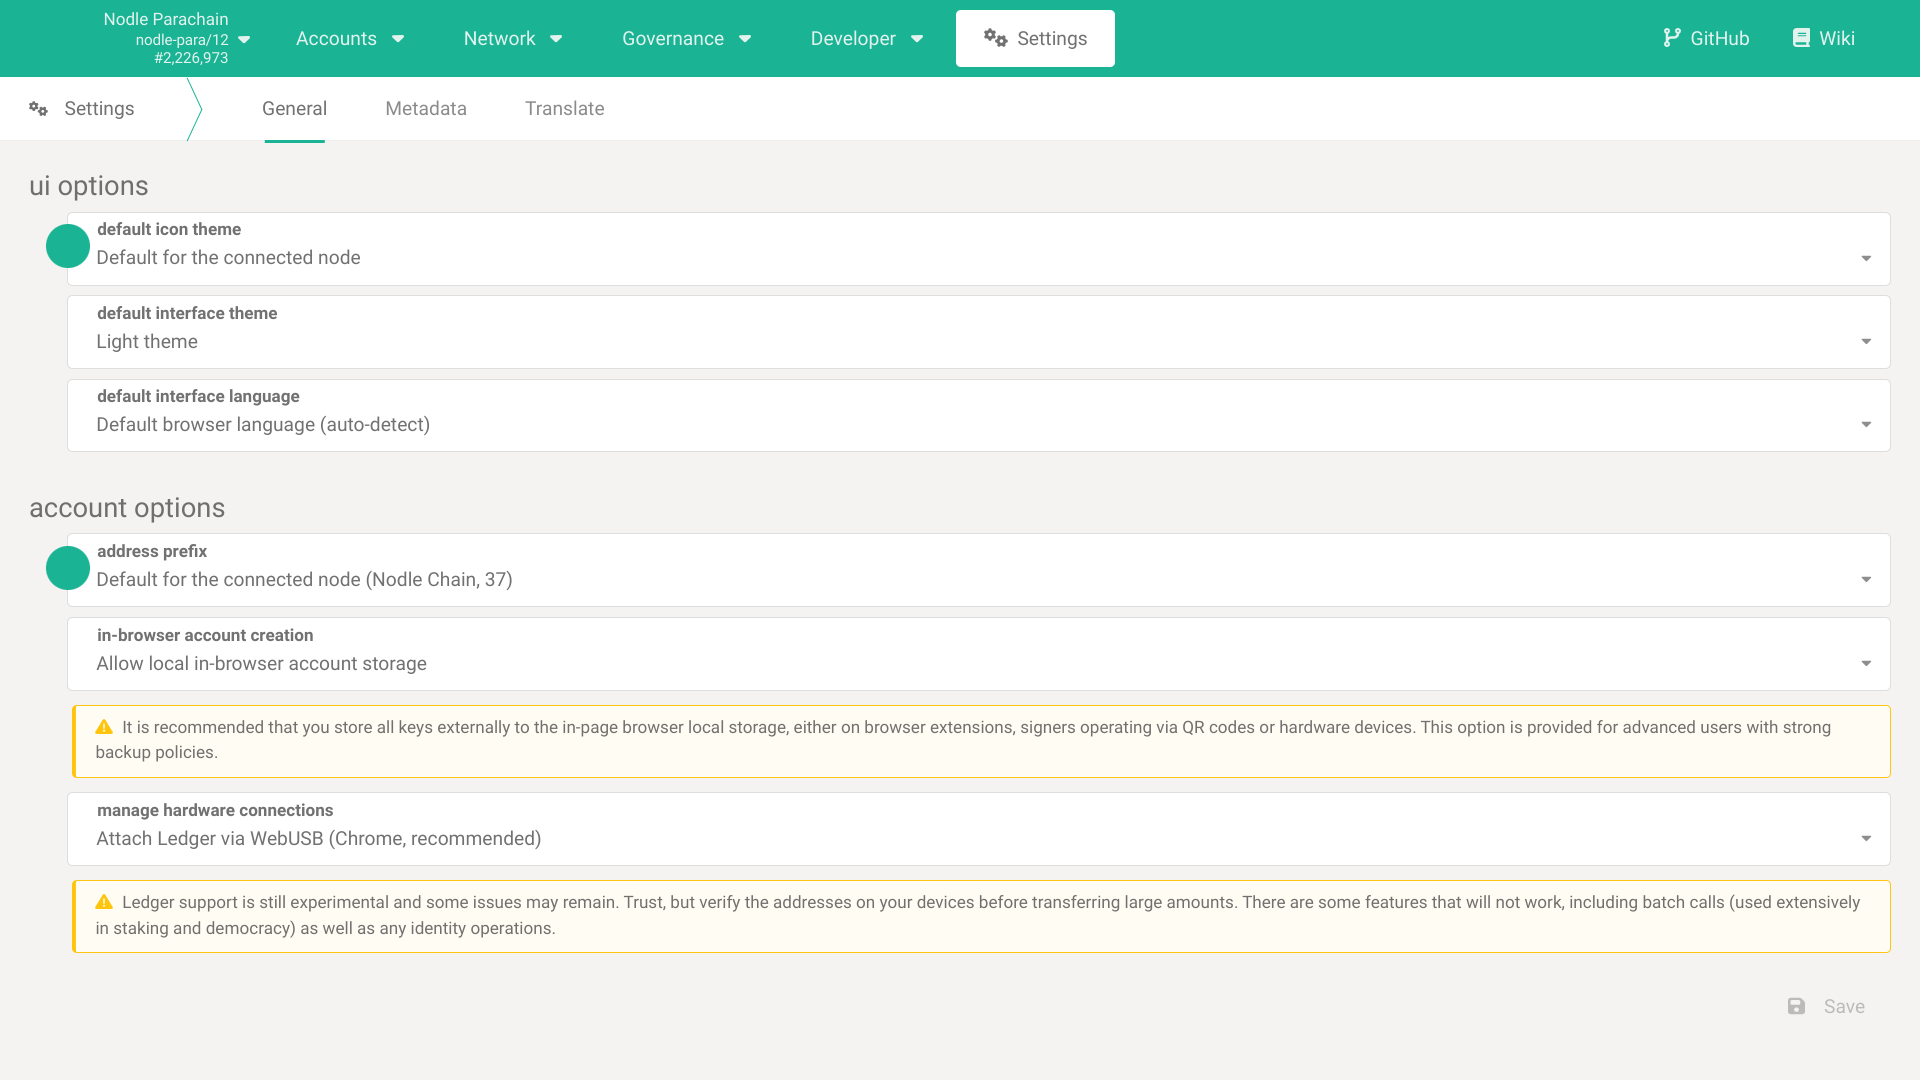 Nodle Parachain
nodle-para/12
#2,226,973
Accounts
Network
Governance
Developer
Settings
GitHub
Wiki
Settings
General
Metadata
Translate
ui options
default icon theme
Default for the connected node
default interface theme
Light theme
default interface language
Default browser language (auto-detect)
account options
address prefix
Default for the connected node (Nodle Chain, 37)
in-browser account creation
Allow local in-browser account storage
It is recommended that you store all keys externally to the in-page browser local storage, either on browser extensions, signers operating via QR codes or hardware devices. This option is provided for advanced users with strong
backup policies.
manage hardware connections
Attach Ledger via WebUSB (Chrome, recommended)
Ledger support is still experimental and some issues may remain. Trust, but verify the addresses on your devices before transferring large amounts. There are some features that will not work, including batch calls (used extensively
in staking and democracy) as well as any identity operations.
Save